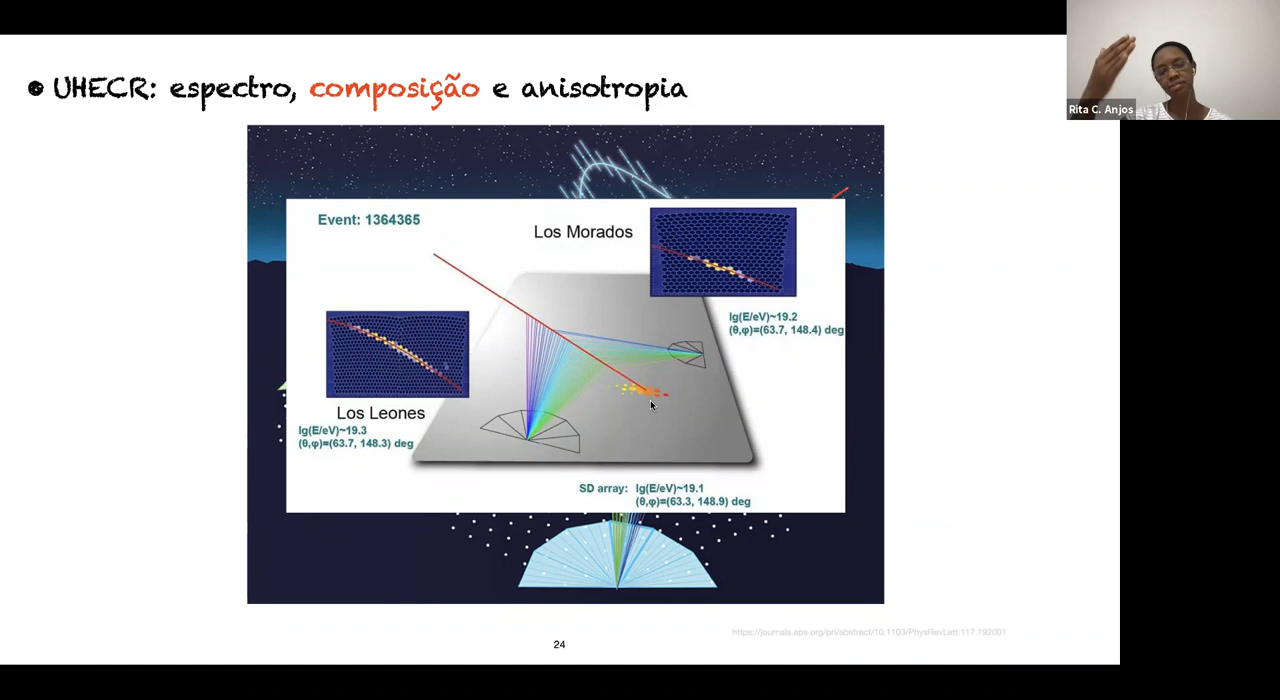 • UHECR: espectro, composição e anisotropia
Rita C. Anjos
Event: 1364365
Los Morados
lg(E/eV)~19.2
(θ,φ)=(63.7, 148.4) deg
Los Leones
lg(E/eV)~19.3
(θ,φ)=(63.7, 148.3) deg
SD array: lg(E/eV)~19.1
(θ,φ)=(63.3, 148.9) deg
https://journals.aps.org/prl/abstract/10.1103/PhysRevLett.117.192001
24